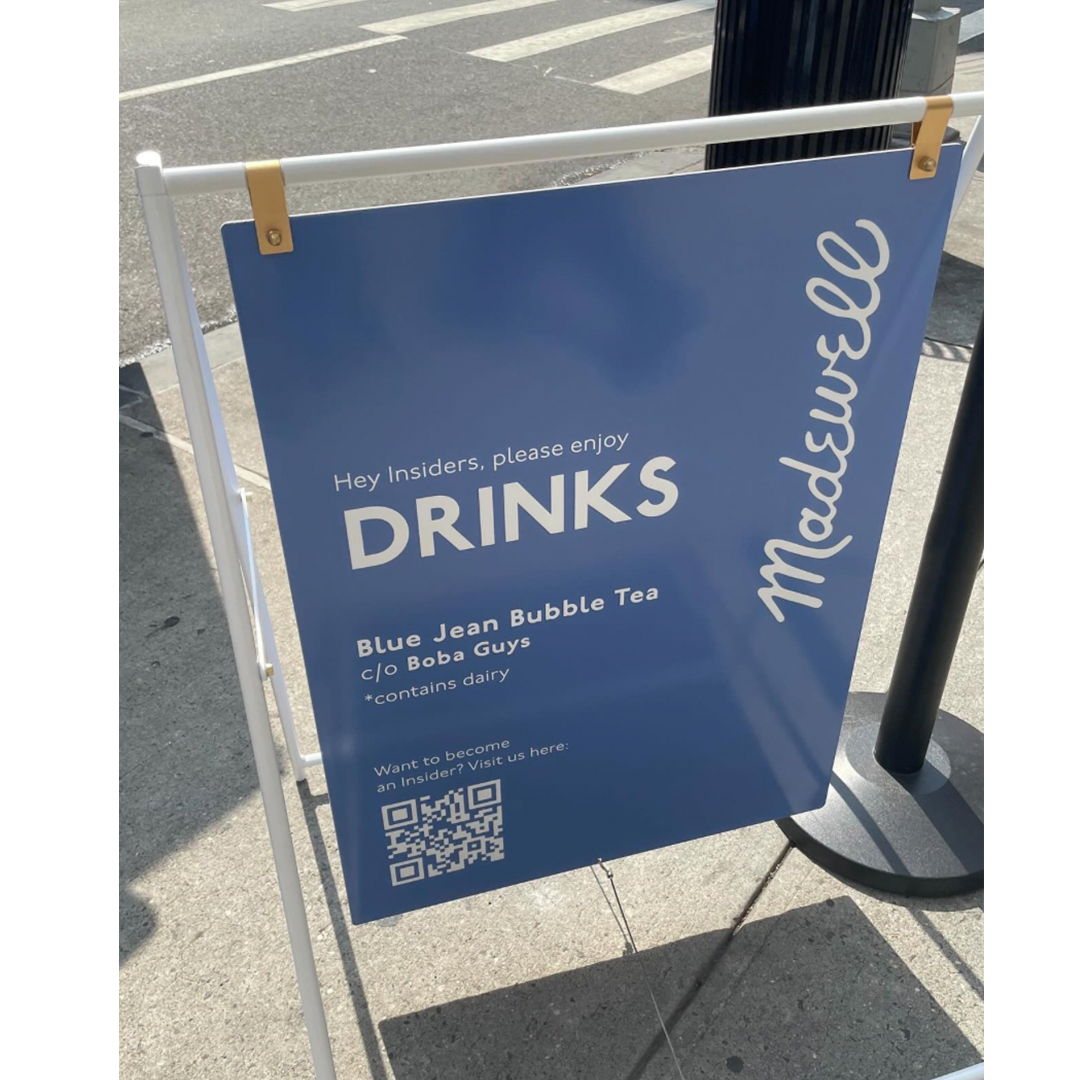 Hey Insiders, please enjoy
DRINKS
Blue Jean Bubble Tea
c/o Boba Guys
*contains dairy
Want to become
an Insider? Visit us here:
Madewell